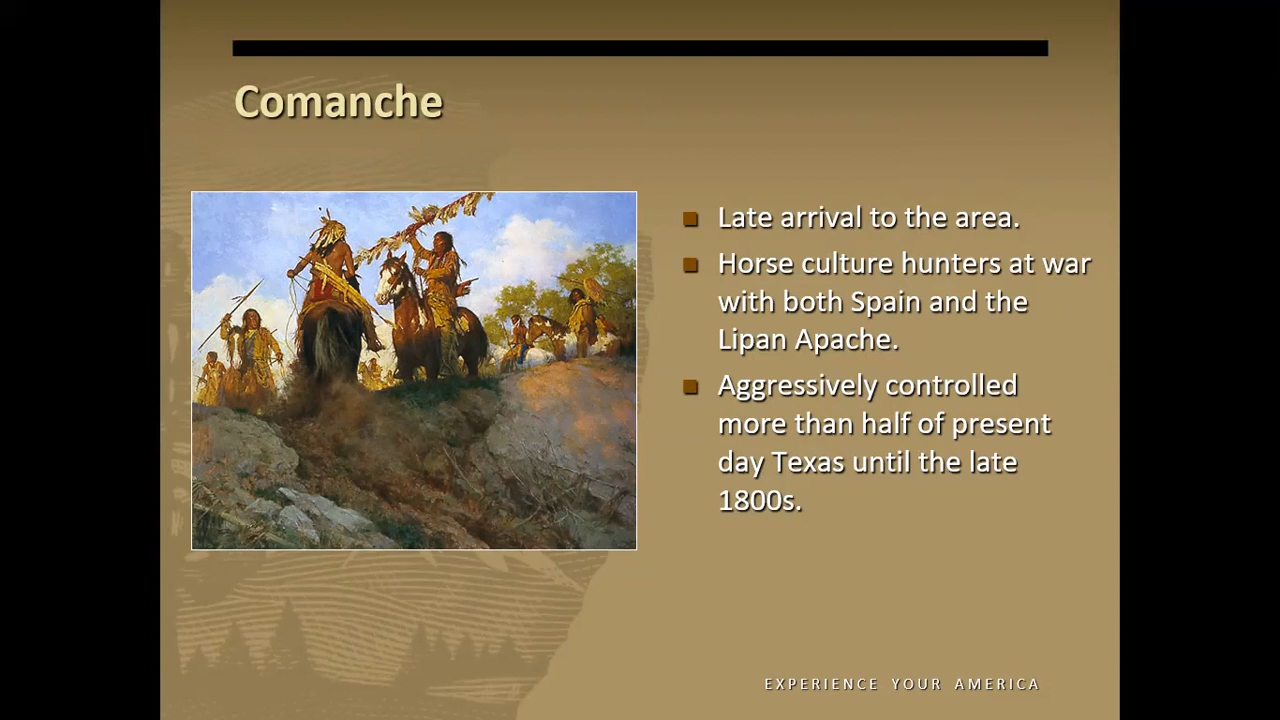 Comanche
Late arrival to the area.
Horse culture hunters at war
with both Spain and the
Lipan Apache.
Aggressively controlled
more than half of present
day Texas until the late
1800s.
EXPERIENCE YOUR AMERICA